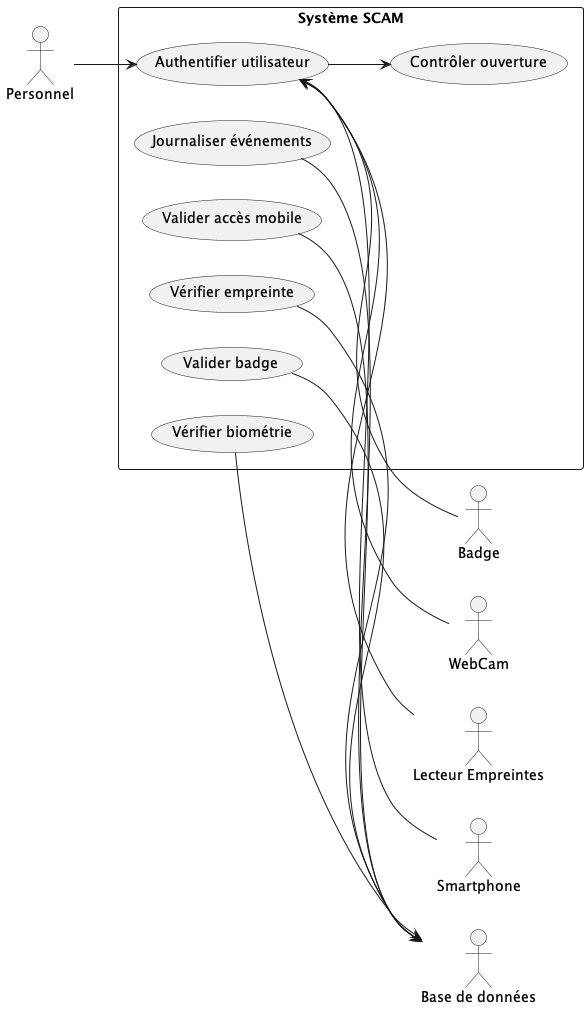 Système SCAM
Personnel
Authentifier utilisateur
Contrôler ouverture
Journaliser événements
Valider accès mobile
Vérifier empreinte
Valider badge
Vérifier biométrie
Badge
WebCam
Lecteur Empreintes
Smartphone
Base de données